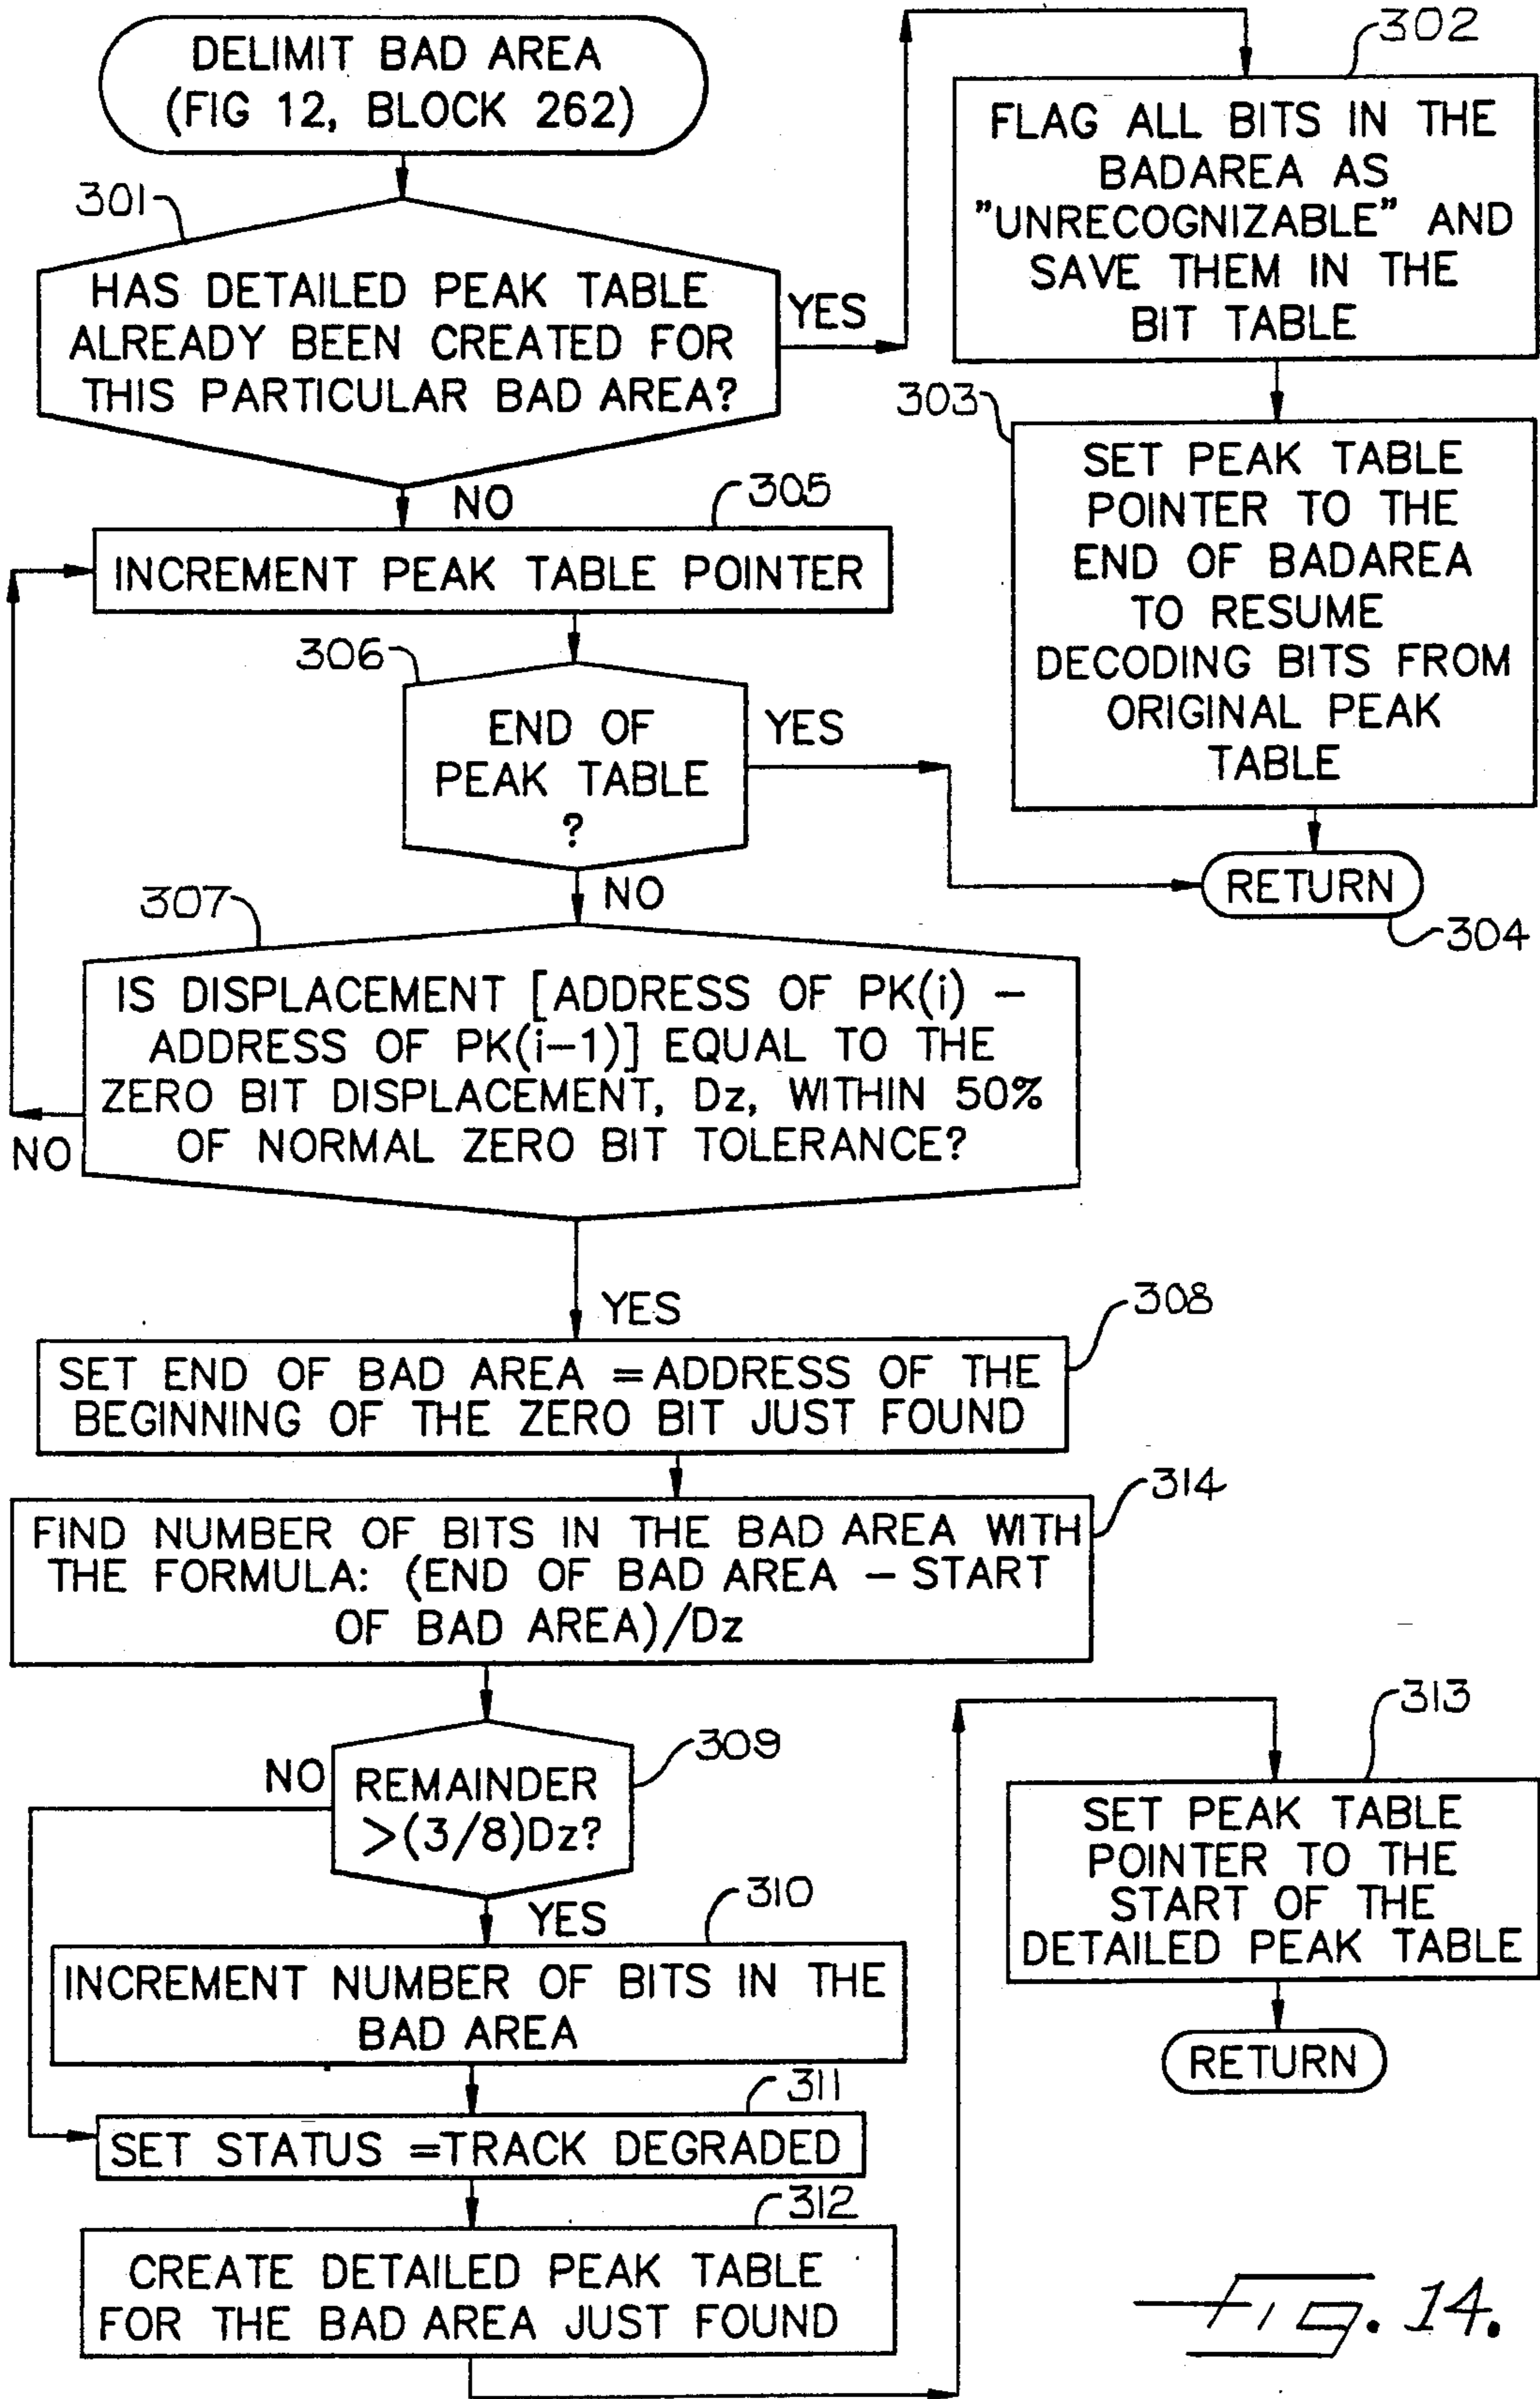 DELIMIT BAD AREA
(FIG 12, BLOCK 262)
301
HAS DETAILED PEAK TABLE
ALREADY BEEN CREATED FOR
THIS PARTICULAR BAD AREA?
YES
NO
302
FLAG ALL BITS IN THE
BADAREA AS
"UNRECOGNIZABLE" AND
SAVE THEM IN THE
BIT TABLE
303
SET PEAK TABLE
POINTER TO THE
END OF BADAREA
TO RESUME
DECODING BITS FROM
ORIGINAL PEAK
TABLE
RETURN
304
305
INCREMENT PEAK TABLE POINTER
306
END OF
PEAK TABLE
?
YES
NO
307
IS DISPLACEMENT [ADDRESS OF PK(i) –
ADDRESS OF PK(i–1)] EQUAL TO THE
ZERO BIT DISPLACEMENT, Dz, WITHIN 50%
OF NORMAL ZERO BIT TOLERANCE?
NO
YES
308
SET END OF BAD AREA =ADDRESS OF THE
BEGINNING OF THE ZERO BIT JUST FOUND
314
FIND NUMBER OF BITS IN THE BAD AREA WITH
THE FORMULA: (END OF BAD AREA – START
OF BAD AREA)/Dz
309
REMAINDER
>(3/8)Dz?
NO
YES
310
INCREMENT NUMBER OF BITS IN THE
BAD AREA
311
SET STATUS =TRACK DEGRADED
312
CREATE DETAILED PEAK TABLE
FOR THE BAD AREA JUST FOUND
313
SET PEAK TABLE
POINTER TO THE
START OF THE
DETAILED PEAK TABLE
RETURN
Fig. 14.